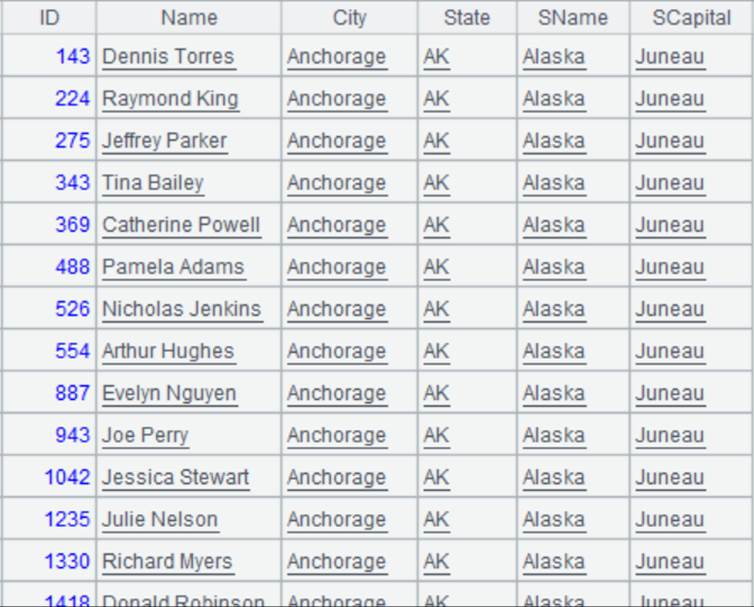 ID Name City State SName SCapital
143 Dennis Torres Anchorage AK Alaska Juneau
224 Raymond King Anchorage AK Alaska Juneau
275 Jeffrey Parker Anchorage AK Alaska Juneau
343 Tina Bailey Anchorage AK Alaska Juneau
369 Catherine Powell Anchorage AK Alaska Juneau
488 Pamela Adams Anchorage AK Alaska Juneau
526 Nicholas Jenkins Anchorage AK Alaska Juneau
554 Arthur Hughes Anchorage AK Alaska Juneau
887 Evelyn Nguyen Anchorage AK Alaska Juneau
943 Joe Perry Anchorage AK Alaska Juneau
1042 Jessica Stewart Anchorage AK Alaska Juneau
1235 Julie Nelson Anchorage AK Alaska Juneau
1330 Richard Myers Anchorage AK Alaska Juneau
1418 Donald Robinson Anchorage AK Alaska Juneau